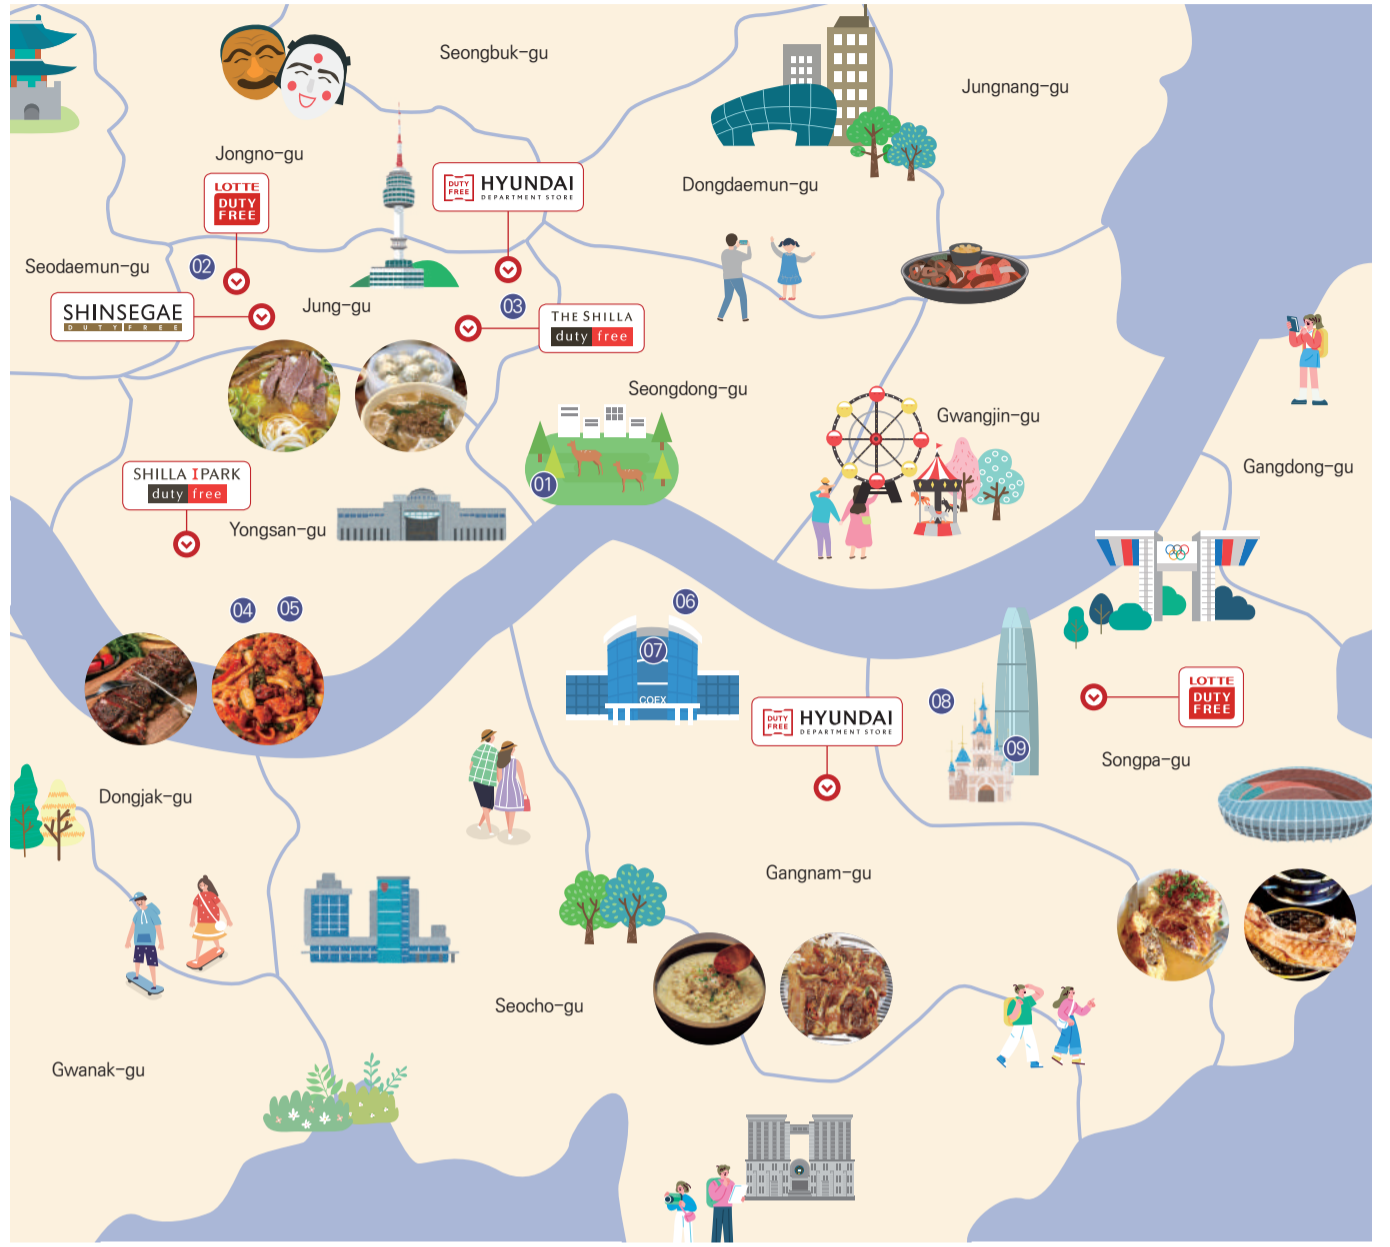 Seongbuk-gu
Jungnang-gu
Jongno-gu
LOTTE
DUTY
FREE
DUTY
FREE
HYUNDAI
DEPARTMENT STORE
Dongdaemun-gu
Seodaemun-gu
02
Jung-gu
03
SHINSEGAE
DUTY FREE
THE SHILLA
duty free
Seongdong-gu
Gwangjin-gu
Gangdong-gu
SHILLA IPARK
duty free
01
Yongsan-gu
04
05
06
07
COEX
DUTY
FREE
HYUNDAI
DEPARTMENT STORE
08
09
LOTTE
DUTY
FREE
Songpa-gu
Dongjak-gu
Gangnam-gu
Seocho-gu
Gwanak-gu